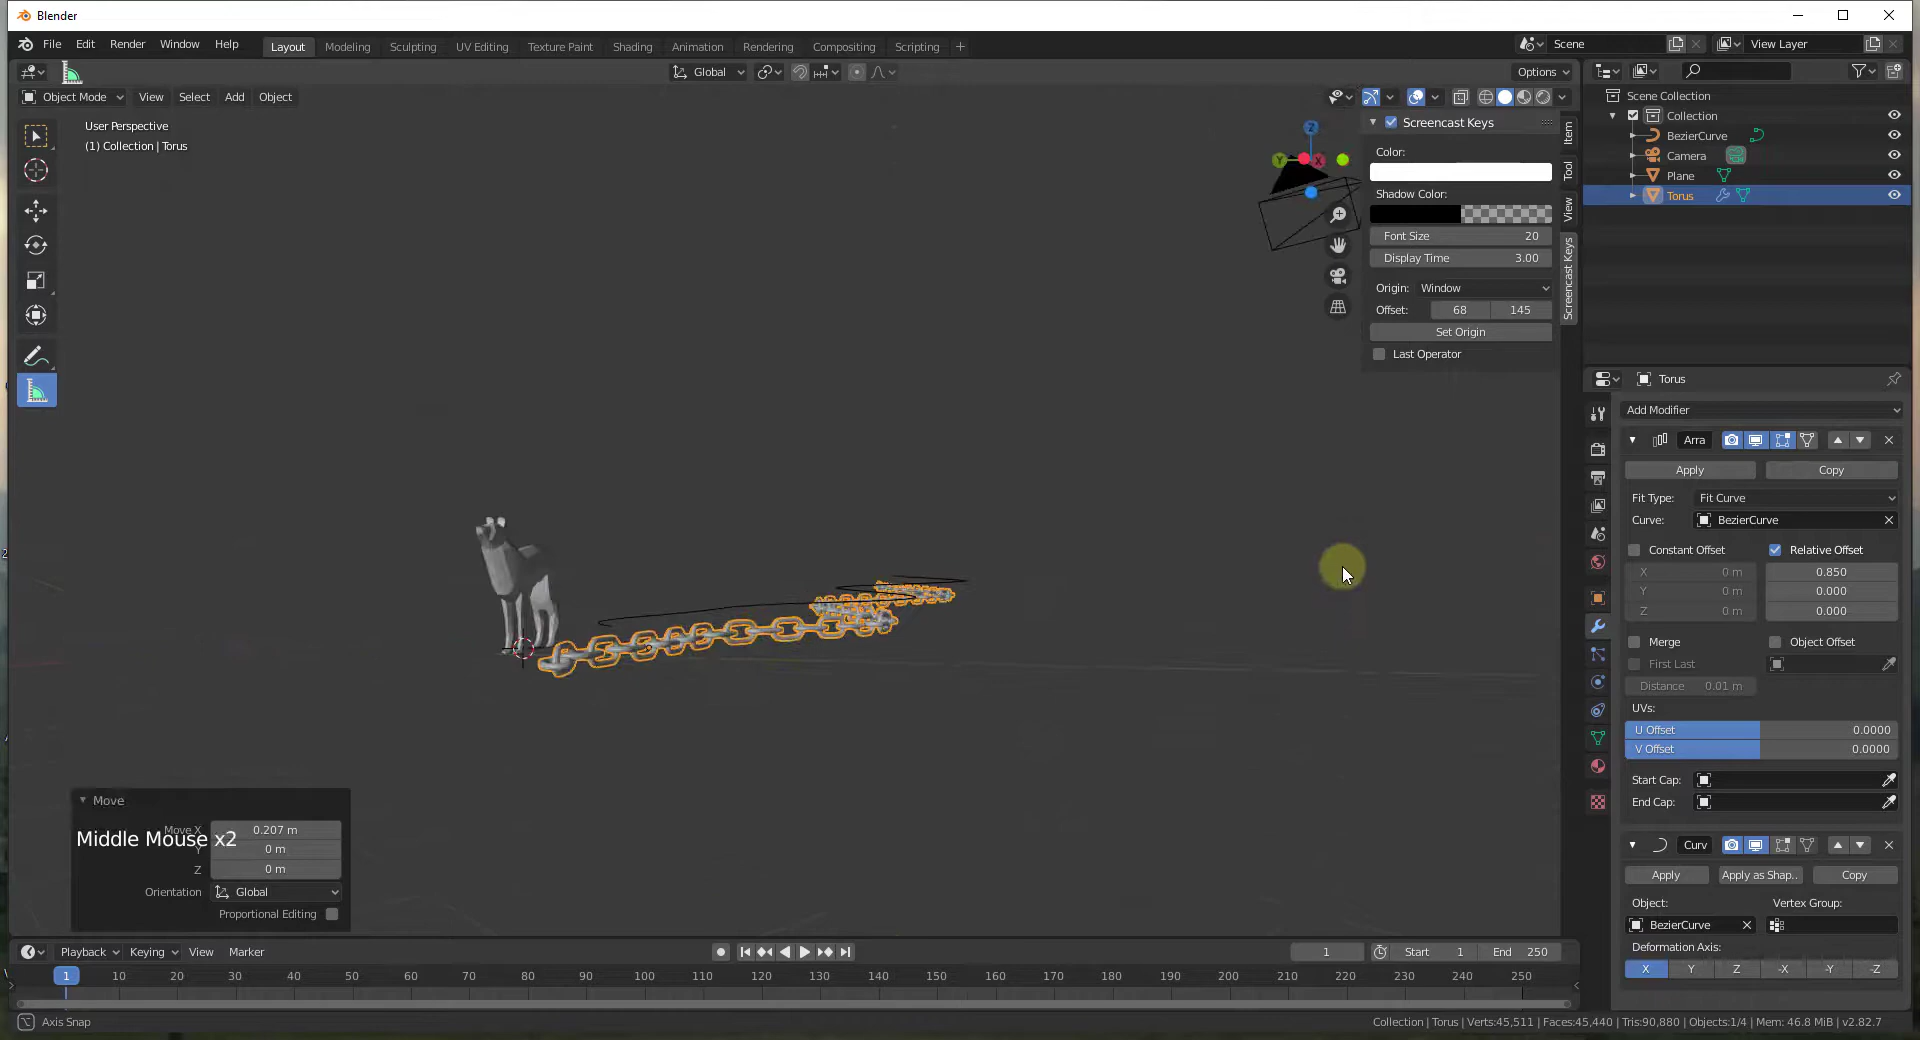 Blender
File Edit Render Window Help
Layout Modeling Sculpting UV Editing Texture Paint Shading Animation Rendering Compositing Scripting +
Scene View Layer
Global Options
Object Mode View Select Add Object
User Perspective
(1) Collection | Torus
Z
Y X
Screencast Keys
Color:
Shadow Color:
Font Size 20
Display Time 3.00
Origin: Window
Offset: 68 145
Set Origin
Last Operator
Item
Tool
View
Screencast Keys
Scene Collection
Collection
BezierCurve
Camera
Plane
Torus
Torus
Add Modifier
Arra
Apply Copy
Fit Type: Fit Curve
Curve: BezierCurve
Constant Offset Relative Offset
X 0 m 0.850
Y 0 m 0.000
Z 0 m 0.000
Merge Object Offset
First Last
Distance 0.01 m
UVs:
U Offset 0.0000
V Offset 0.0000
Start Cap:
End Cap:
Curv
Apply Apply as Shap.. Copy
Object: Vertex Group:
BezierCurve
Deformation Axis:
X Y Z -X -Y -Z
Move
Move X 0.207 m
Middle Mouse x2
Y 0 m
Z 0 m
Orientation Global
Proportional Editing
Playback Keying View Marker
1 Start 1 End 250
1 10 20 30 40 50 60 70 80 90 100 110 120 130 140 150 160 170 180 190 200 210 220 230 240 250
Axis Snap
Collection | Torus | Verts:45,511 | Faces:45,440 | Tris:90,880 | Objects:1/4 | Mem: 46.8 MiB | v2.82.7